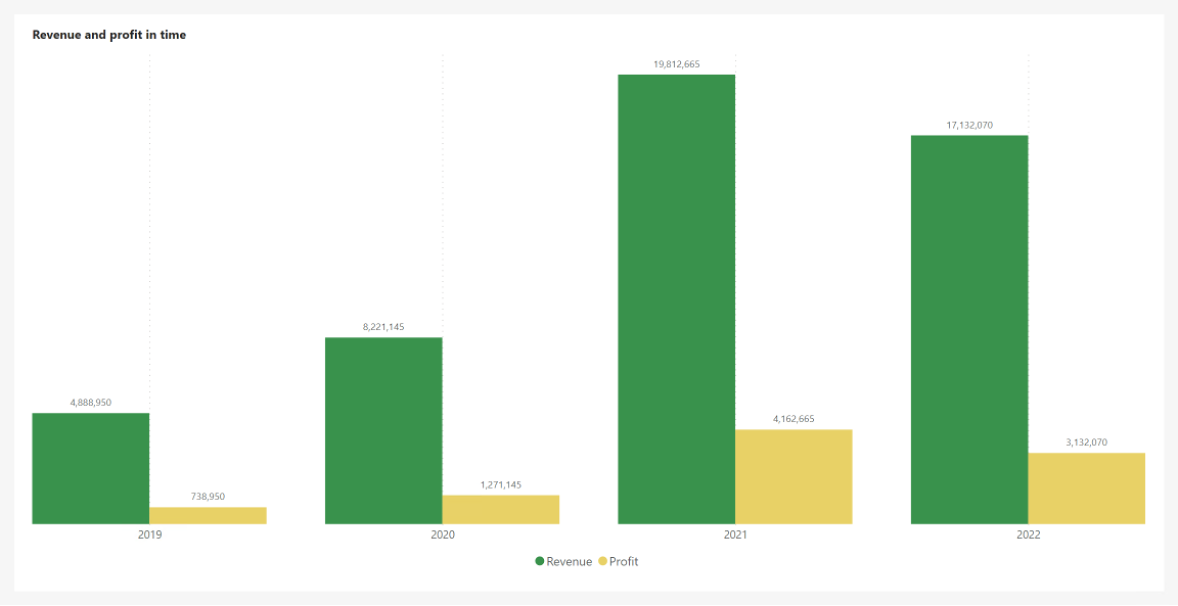 Revenue and profit in time
19,812,665
17,132,070
8,221,145
4,888,950
4,162,665
3,132,070
1,271,145
738,950
2019 2020 2021 2022
Revenue Profit